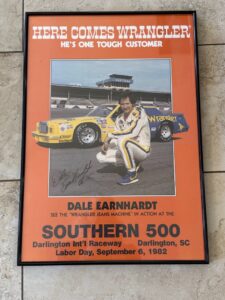 HERE COMES WRANGLER
HE'S ONE TOUGH CUSTOMER
Wrangler
DALE EARNHARDT
SEE THE "WRANGLER JEANS MACHINE" IN ACTION AT THE
SOUTHERN 500
Darlington Int'l Raceway Darlington, SC
Labor Day, September 6, 1982